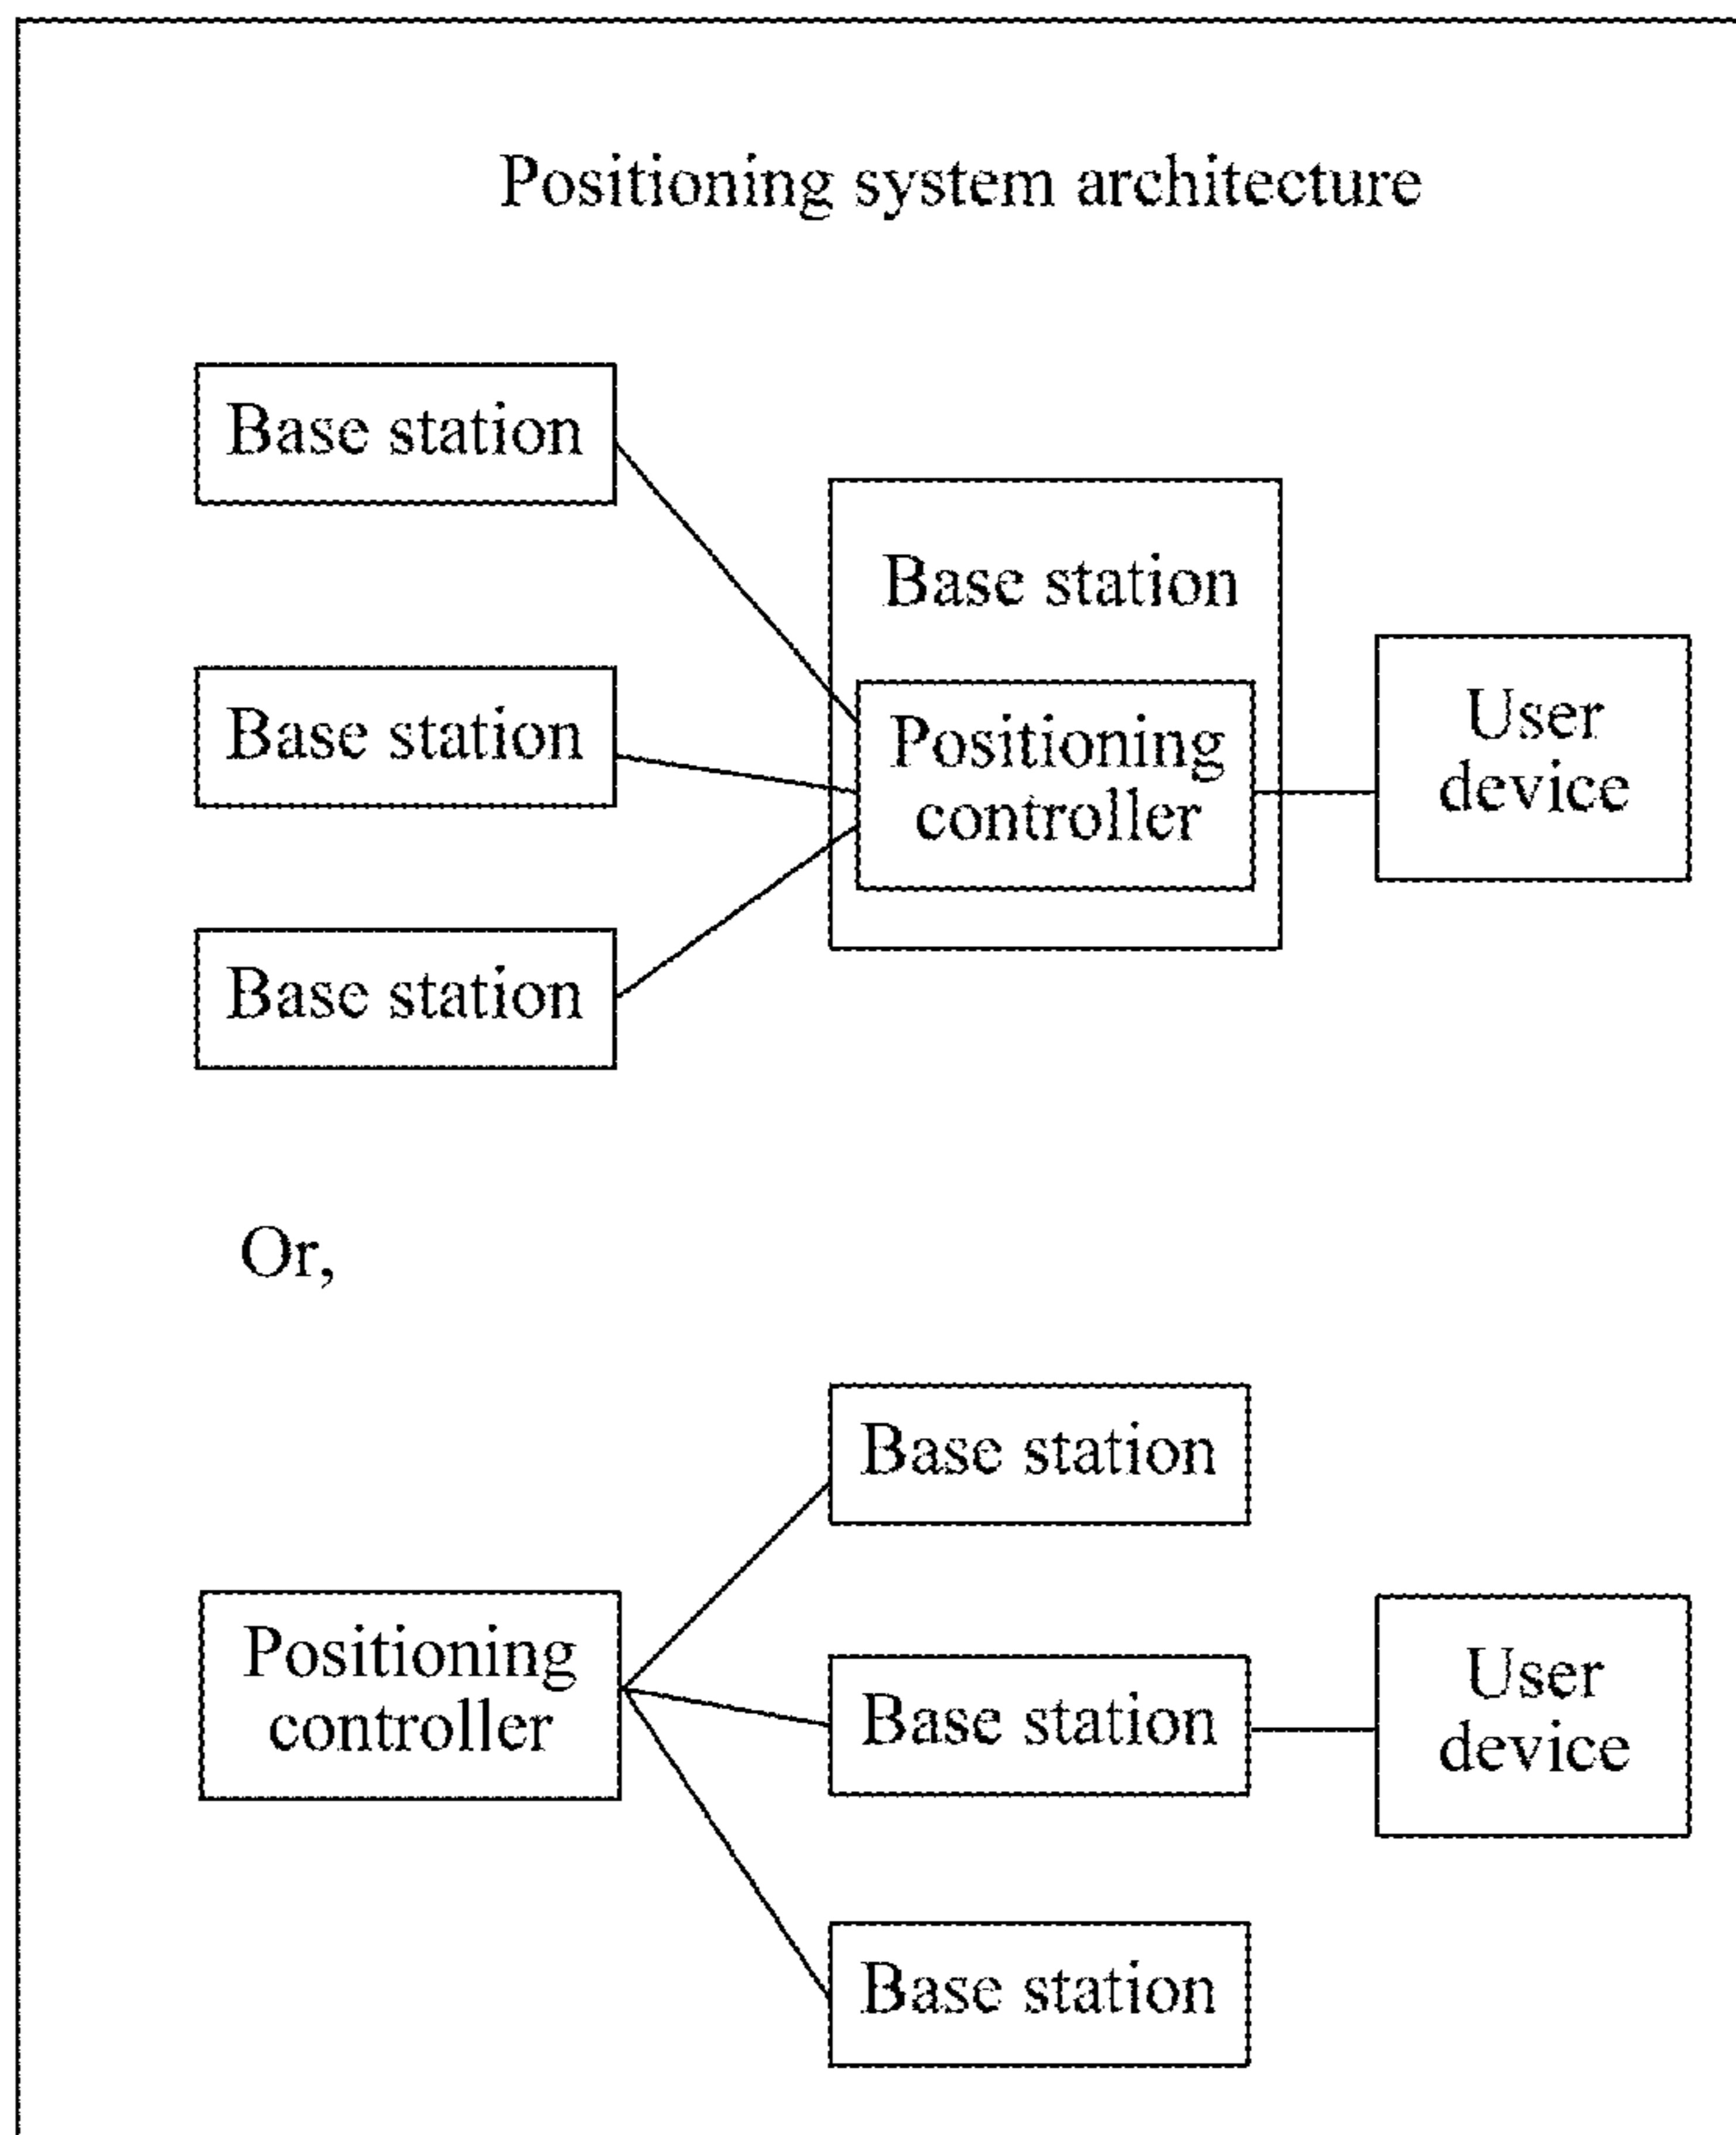 Positioning system architecture
Base station
Base station
Base station
Base station
Positioning
controller
User
device
Or,
Positioning
controller
Base station
Base station
Base station
User
device